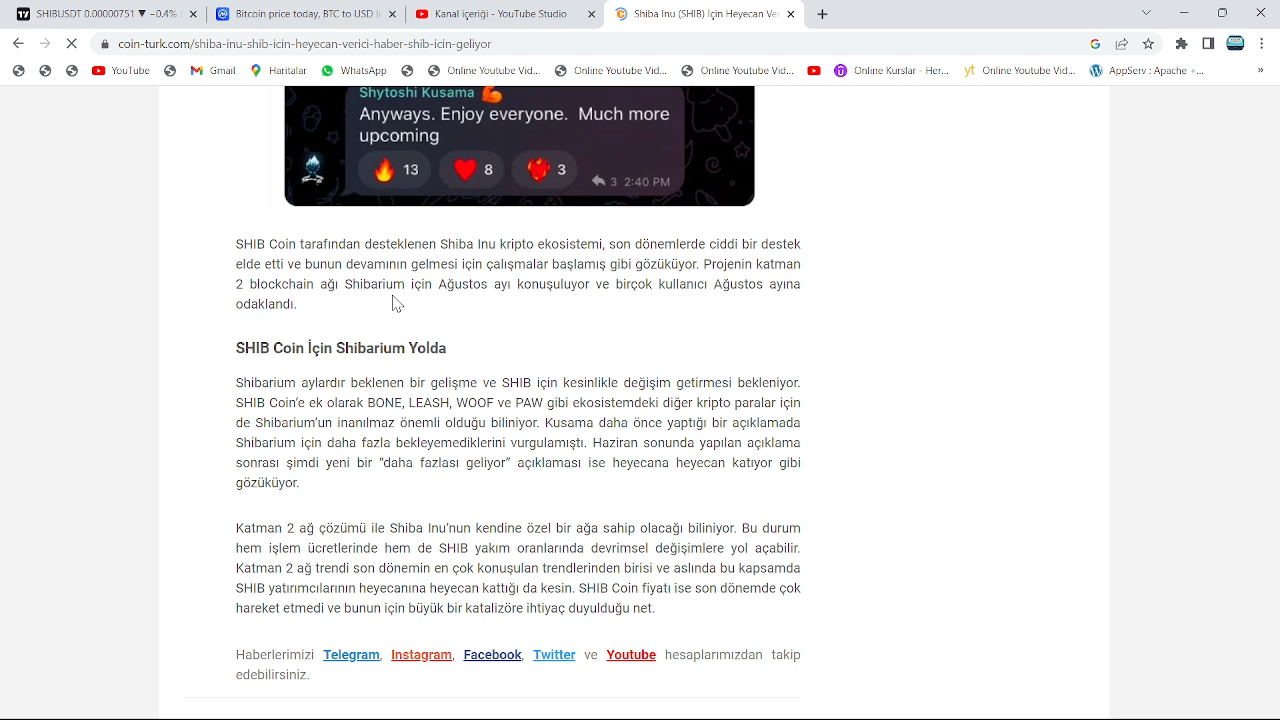 SHIBUSDT 0.00000751 ▼ −0.4%
Bitcoin price today, BTC to USD li
Kanal içeriği - YouTube Studio
Shiba Inu (SHIB) İçin Heyecan Ver
coin-turk.com/shiba-inu-shib-icin-heyecan-verici-haber-shib-icin-geliyor
YouTube
Gmail
Haritalar
WhatsApp
Online Youtube Vid...
Online Youtube Vid...
Online Youtube Vid...
Online Kurslar - Her...
Online Youtube Vid...
AppServ : Apache +...
»
Shytoshi Kusama 💪
Anyways. Enjoy everyone. Much more
upcoming
🔥 13 ❤️ 8 ❤️‍🔥 3
3 2:40 PM
SHIB Coin tarafından desteklenen Shiba Inu kripto ekosistemi, son dönemlerde ciddi bir destek
elde etti ve bunun devamının gelmesi için çalışmalar başlamış gibi gözüküyor. Projenin katman
2 blockchain ağı Shibarium için Ağustos ayı konuşuluyor ve birçok kullanıcı Ağustos ayına
odaklandı.
SHIB Coin İçin Shibarium Yolda
Shibarium aylardır beklenen bir gelişme ve SHIB için kesinlikle değişim getirmesi bekleniyor.
SHIB Coin'e ek olarak BONE, LEASH, WOOF ve PAW gibi ekosistemdeki diğer kripto paralar için
de Shibarium'un inanılmaz önemli olduğu biliniyor. Kusama daha önce yaptığı bir açıklamada
Shibarium için daha fazla bekleyemediklerini vurgulamıştı. Haziran sonunda yapılan açıklama
sonrası şimdi yeni bir “daha fazlası geliyor” açıklaması ise heyecana heyecan katıyor gibi
gözüküyor.
Katman 2 ağ çözümü ile Shiba Inu'nun kendine özel bir ağa sahip olacağı biliniyor. Bu durum
hem işlem ücretlerinde hem de SHIB yakım oranlarında devrimsel değişimlere yol açabilir.
Katman 2 ağ trendi son dönemin en çok konuşulan trendlerinden birisi ve aslında bu kapsamda
SHIB yatırımcılarının heyecanına heyecan kattığı da kesin. SHIB Coin fiyatı ise son dönemde çok
hareket etmedi ve bunun için büyük bir katalizöre ihtiyaç duyulduğu net.
Haberlerimizi Telegram, Instagram, Facebook, Twitter ve Youtube hesaplarımızdan takip
edebilirsiniz.